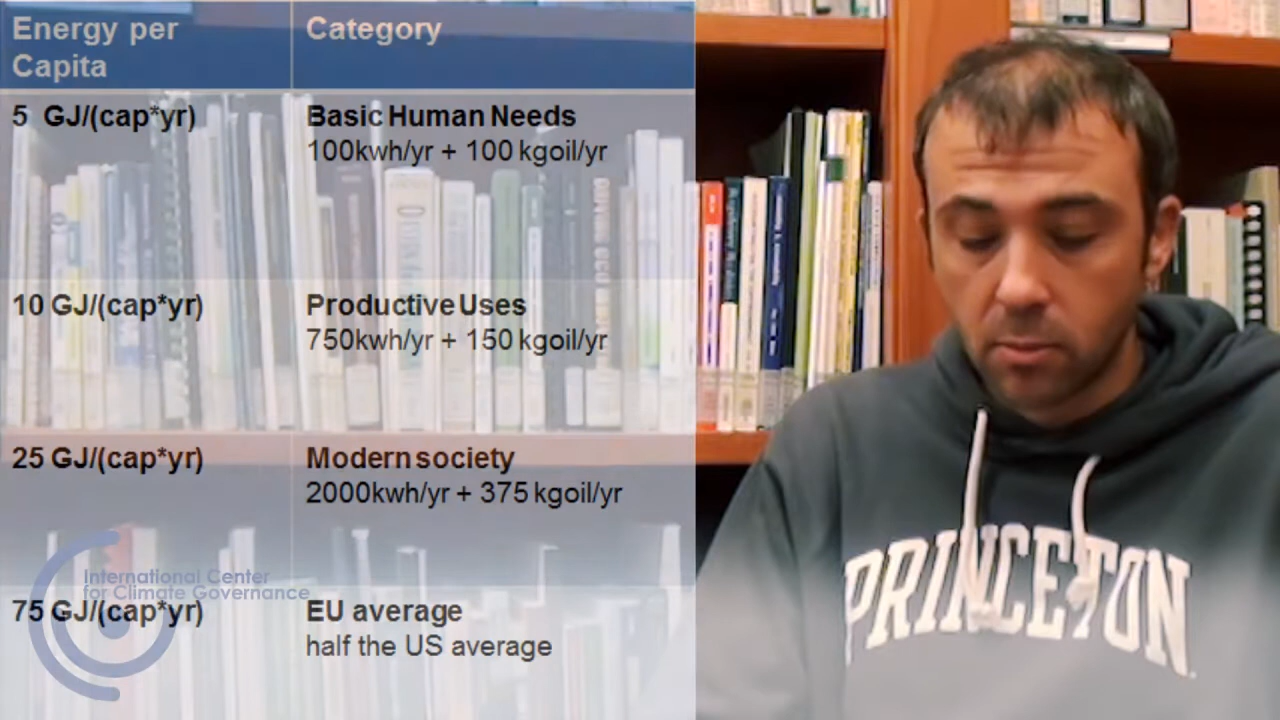 Energy per
Capita
Category
5 GJ/(cap*yr)
Basic Human Needs
100kwh/yr + 100 kgoil/yr
10 GJ/(cap*yr)
Productive Uses
750kwh/yr + 150 kgoil/yr
25 GJ/(cap*yr)
Modern society
2000kwh/yr + 375 kgoil/yr
International Center
for Climate Governance
75 GJ/(cap*yr)
EU average
half the US average
PRINCETON